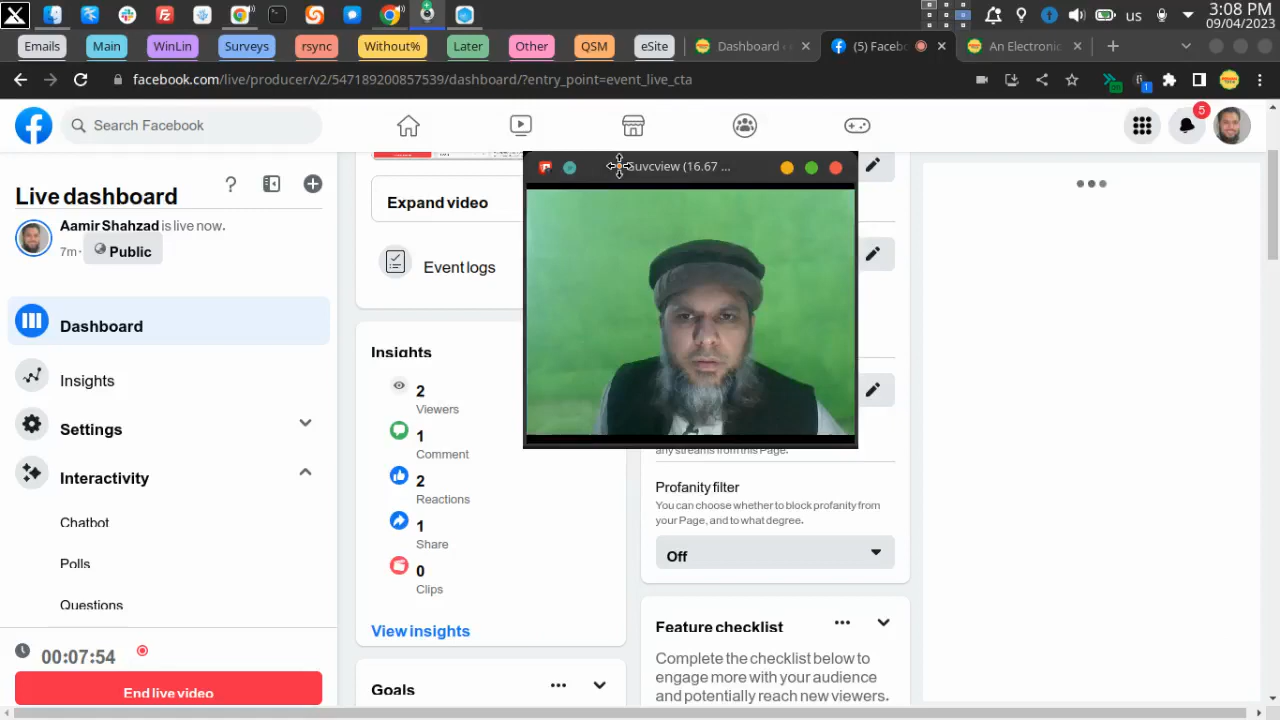 us
3:08 PM
09/04/2023
Emails
Main
WinLin
Surveys
rsync
Without%
Later
Other
QSM
eSite
Dashboard
(5) Facebo
An Electronic
facebook.com/live/producer/v2/547189200857539/dashboard/?entry_point=event_live_cta
1
Search Facebook
5
Live dashboard
Aamir Shahzad is live now.
7m · Public
Dashboard
Insights
Settings
Interactivity
Chatbot
Polls
Questions
00:07:54
End live video
Expand video
Event logs
Insights
2
Viewers
1
Comment
2
Reactions
1
Share
0
Clips
View insights
Goals
Guvcview (16.67 ...
any streams from this Page.
Profanity filter
You can choose whether to block profanity from
your Page, and to what degree.
Off
Feature checklist
Complete the checklist below to
engage more with your audience
and potentially reach new viewers.